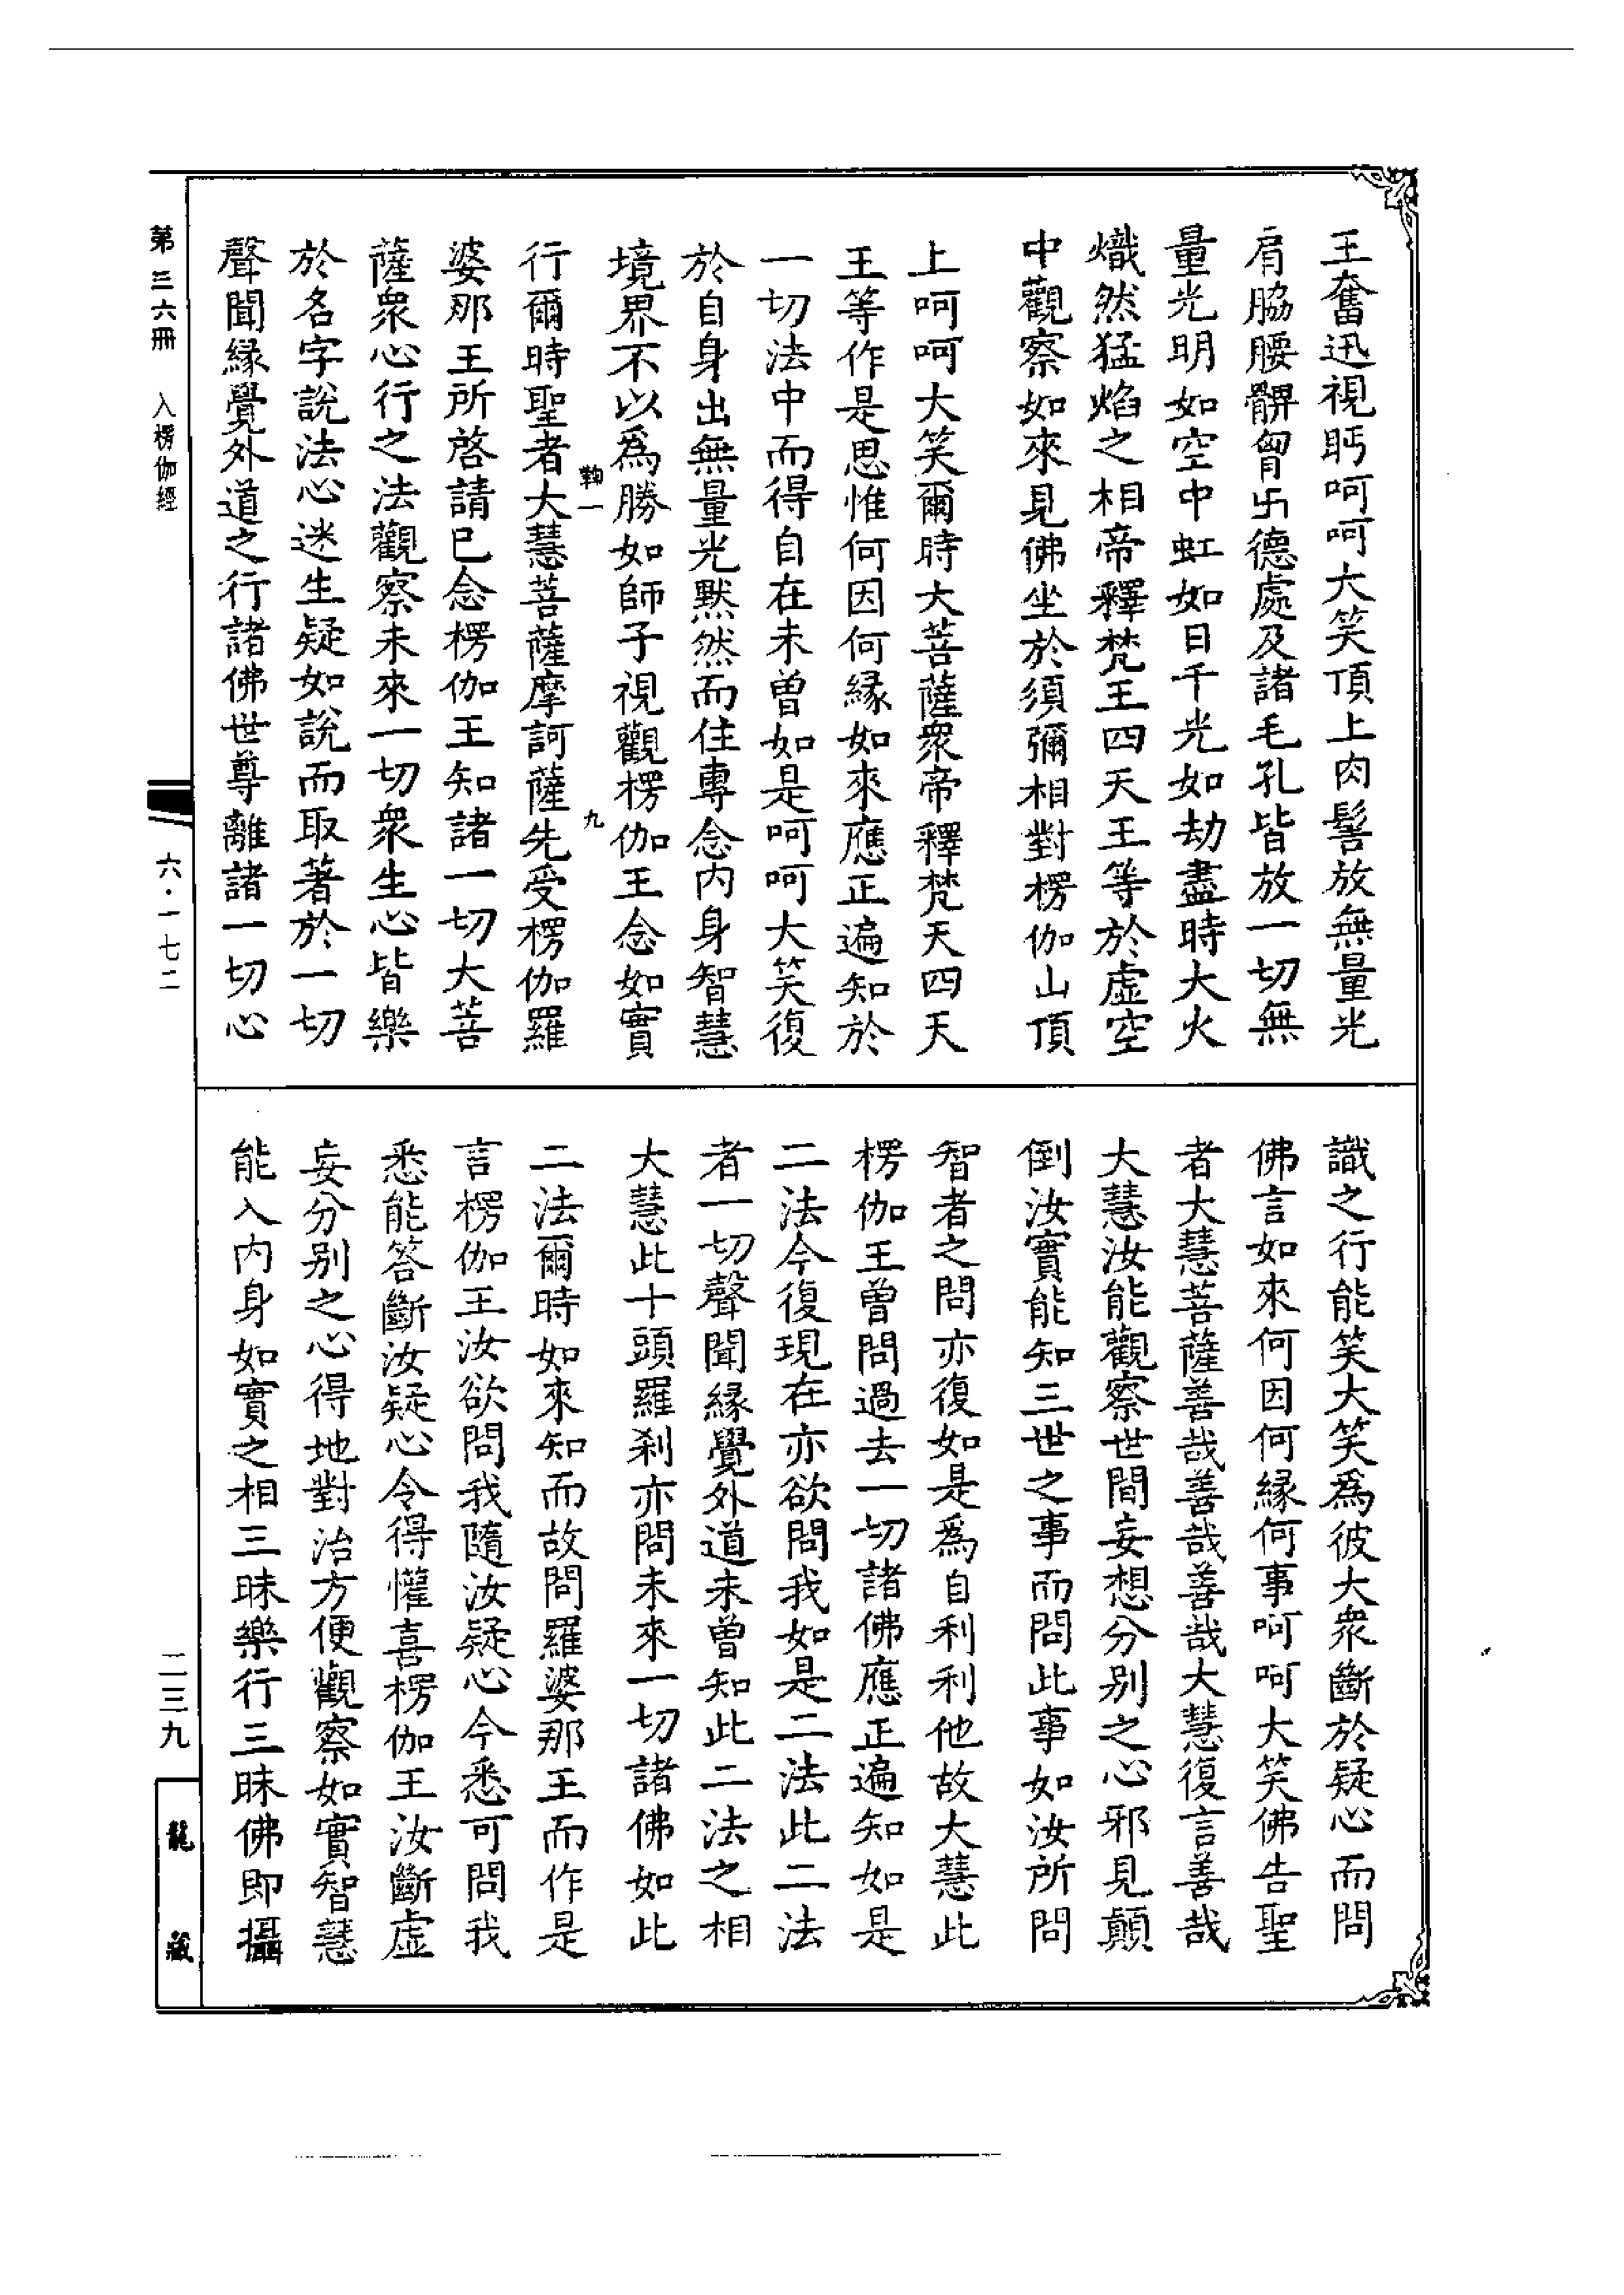 王奮迅視眄呵呵大笑頂上肉髻放無量光
肩脇腰髀胷卐德處及諸毛孔皆放一切無
量光明如空中虹如日千光如劫盡時大火
熾然猛焰之相帝釋梵王四天王等於虛空
中觀察如來見佛坐於須彌相對楞伽山頂
上呵呵大笑爾時大菩薩衆帝釋梵天四天
王等作是思惟何因何緣如來應正遍知於
一切法中而得自在未曾如是呵呵大笑復
於自身出無量光默然而住專念內身智慧
境界不以爲勝如師子視觀楞伽王念如實
鞠一 九
行爾時聖者大慧菩薩摩訶薩先受楞伽羅
婆那王所啓請已念楞伽王知諸一切大菩
薩衆心行之法觀察未來一切衆生心皆樂
於名字說法心迷生疑如說而取著於一切
聲聞緣覺外道之行諸佛世尊離諸一切心
識之行能笑大笑爲彼大衆斷於疑心而問
佛言如來何因何緣何事呵呵大笑佛告聖
者大慧菩薩善哉善哉善哉大慧復言善哉
大慧汝能觀察世間妄想分別之心邪見顛
倒汝實能知三世之事而問此事如汝所問
智者之問亦復如是爲自利利他故大慧此
楞伽王曾問過去一切諸佛應正遍知如是
二法今復現在亦欲問我如是二法此二法
者一切聲聞緣覺外道未曾知此二法之相
大慧此十頭羅刹亦問未來一切諸佛如此
二法爾時如來知而故問羅婆那王而作是
言楞伽王汝欲問我隨汝疑心今悉可問我
悉能答斷汝疑心令得懽喜楞伽王汝斷虛
妄分別之心得地對治方便觀察如實智慧
能入內身如實之相三昧樂行三昧佛即攝
第三六冊 入楞伽經
六·一七二
二三九
龍藏